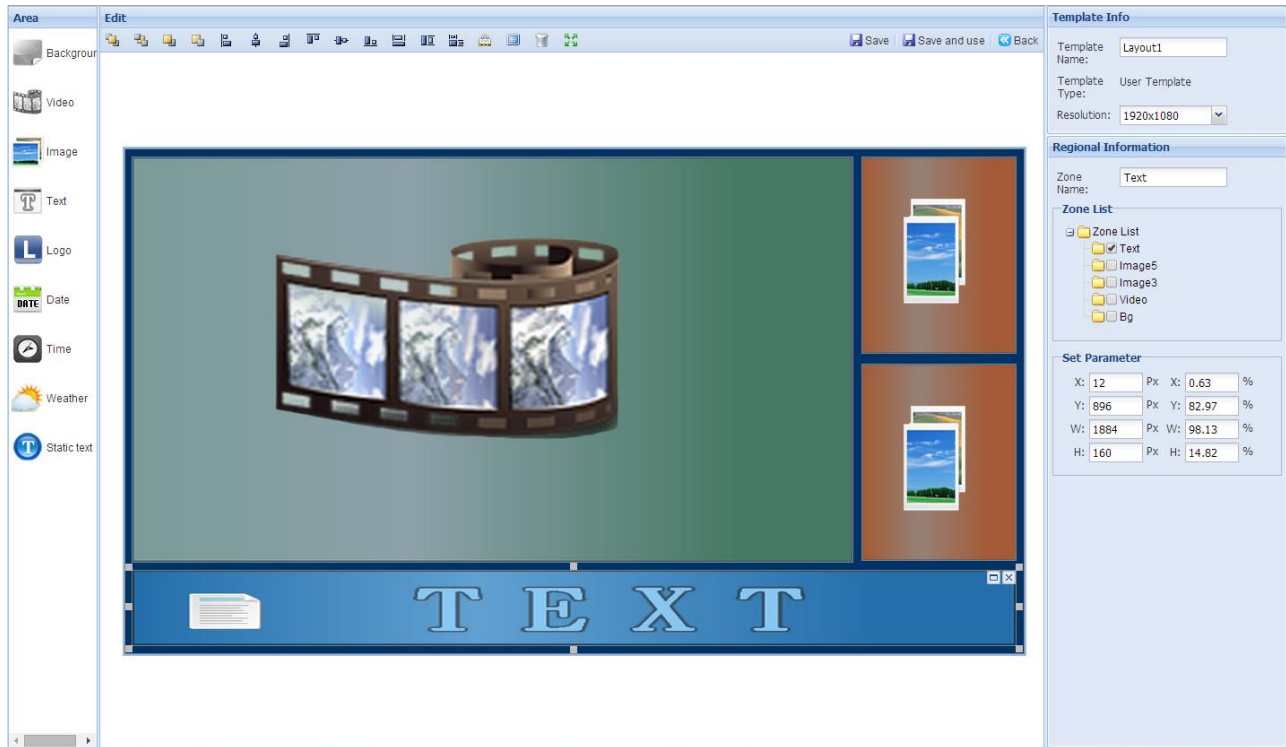 Area
Backgrour
Video
Image
Text
L Logo
DATE Date
Time
Weather
T Static text
Edit
Save Save and use Back
TEXT
Template Info
Template Name: Layout1
Template Type: User Template
Resolution: 1920x1080
Regional Information
Zone Name: Text
Zone List
Zone List
Text
Image5
Image3
Video
Bg
Set Parameter
X: 12 Px X: 0.63 %
Y: 896 Px Y: 82.97 %
W: 1884 Px W: 98.13 %
H: 160 Px H: 14.82 %